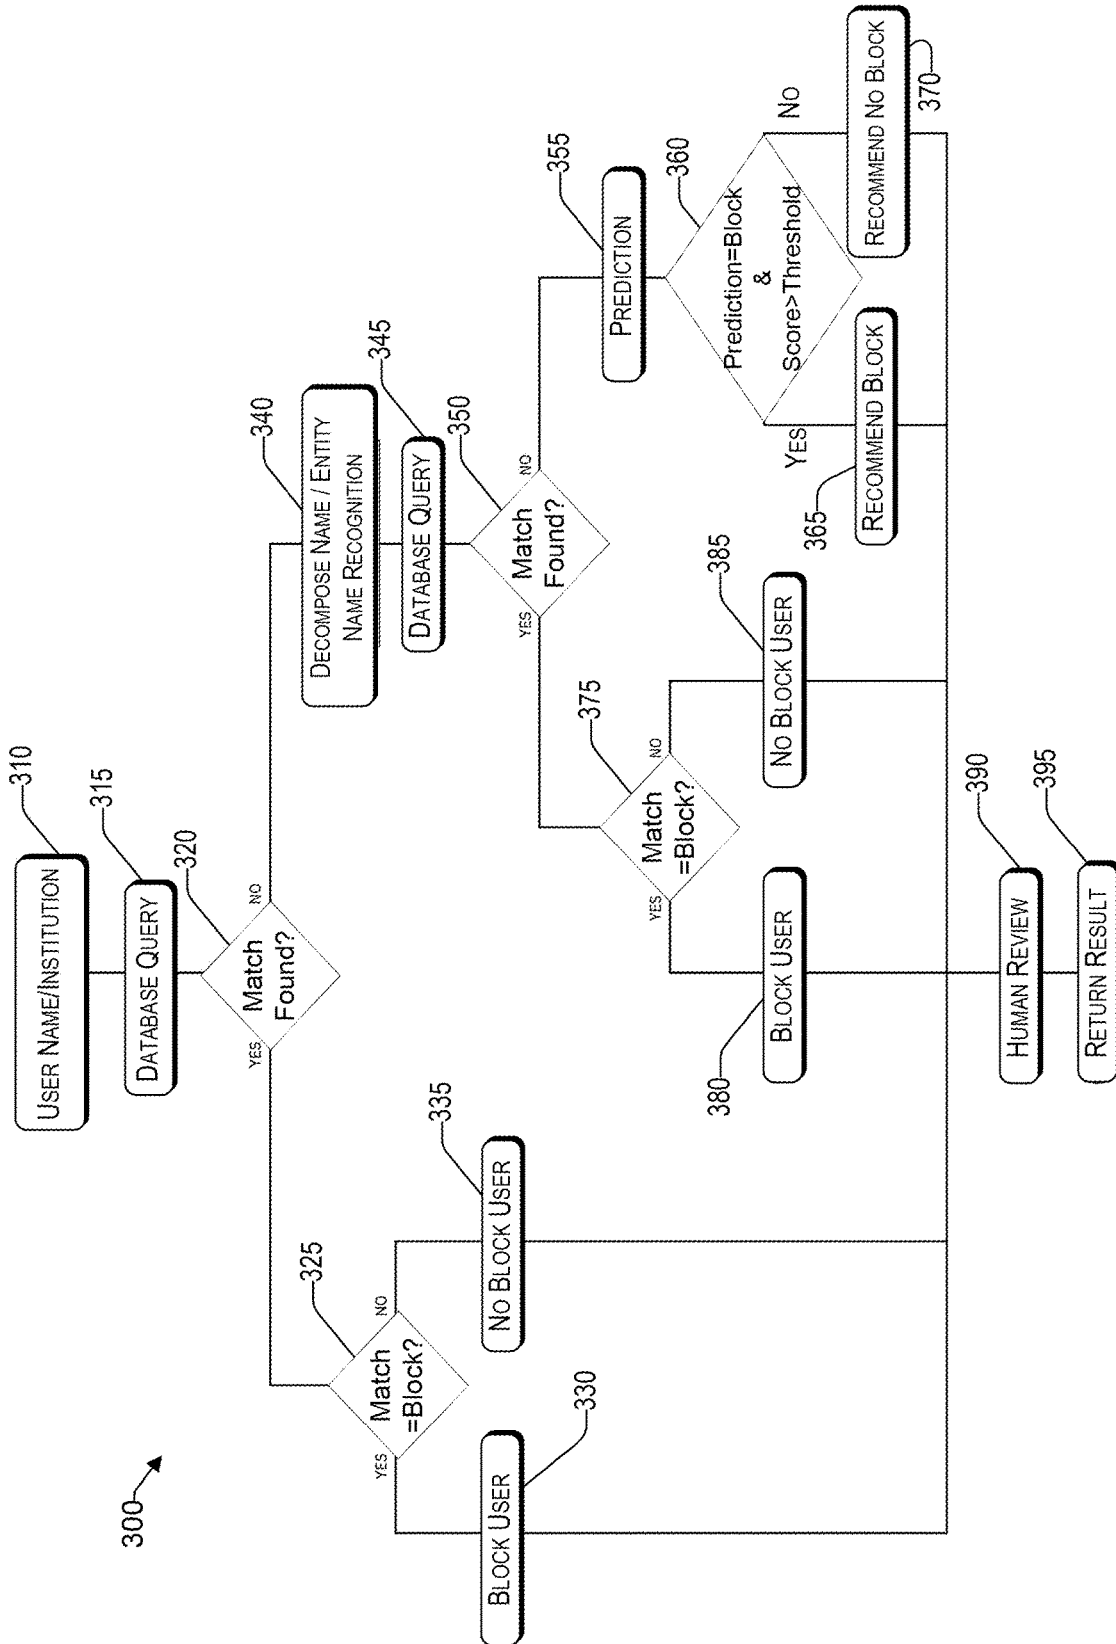 300
USER NAME/INSTITUTION
310
DATABASE QUERY
315
Match
Found?
320
YES
NO
Match
=Block?
325
YES
NO
BLOCK USER
330
NO BLOCK USER
335
DECOMPOSE NAME / ENTITY
NAME RECOGNITION
340
DATABASE QUERY
345
Match
Found?
350
YES
NO
Match
=Block?
375
YES
NO
BLOCK USER
380
NO BLOCK USER
385
PREDICTION
355
Prediction=Block
&
Score>Threshold
360
YES
NO
RECOMMEND BLOCK
365
RECOMMEND NO BLOCK
370
HUMAN REVIEW
390
RETURN RESULT
395